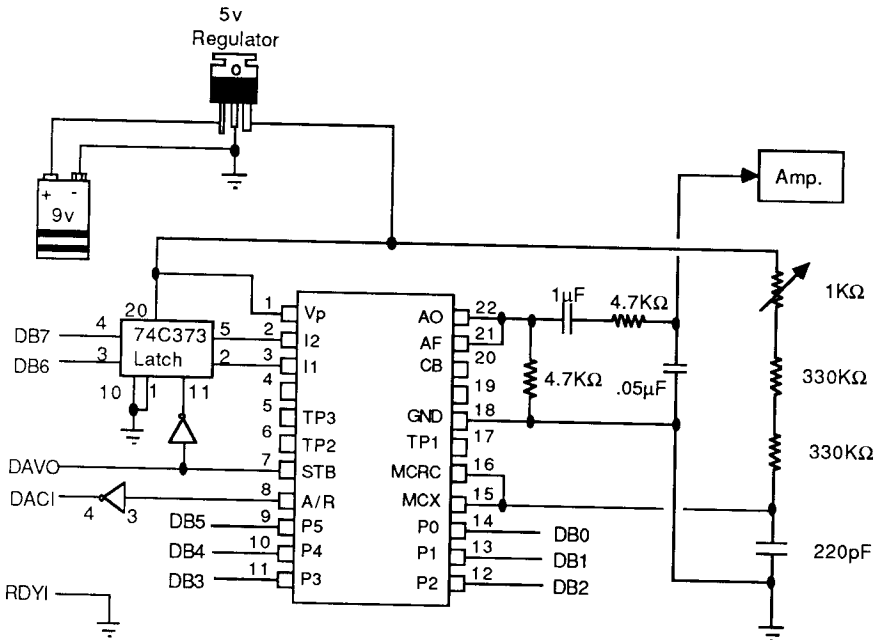 5v
Regulator
+ -
9v
Amp.
20
1KΩ
DB7 4 74C373 5
DB6 3 Latch 2
10 1 11
1 Vp
2 I2
3 I1
4
5 TP3
6 TP2
7 STB
8 A/R
9 P5
10 P4
11 P3
AO 22
AF 21
CB 20
19
GND 18
TP1 17
MCRC 16
MCX 15
P0 14
P1 13
P2 12
1µF
4.7KΩ
4.7KΩ
.05µF
330KΩ
330KΩ
220pF
DAVO
DACI
4 3
DB5
DB4
DB3
DB0
DB1
DB2
RDYI